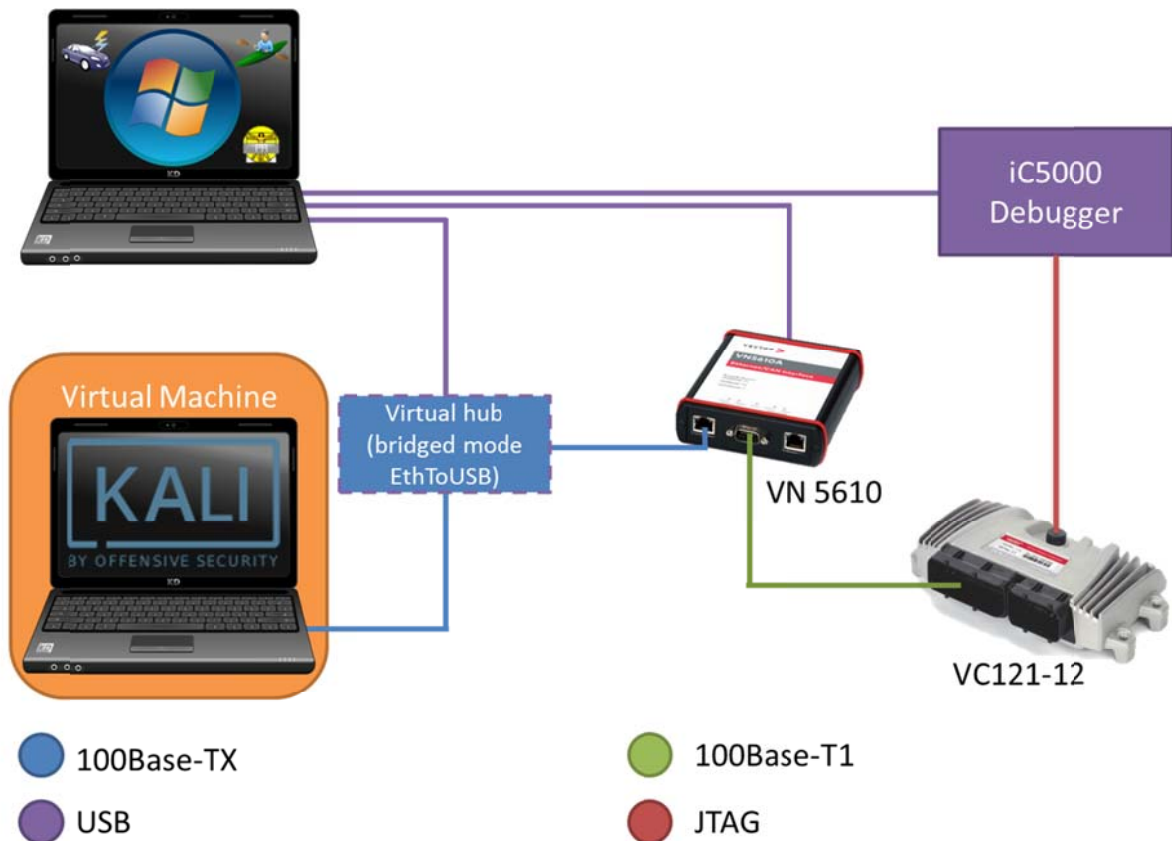 iC5000
Debugger
Virtual Machine
KALI
BY OFFENSIVE SECURITY
Virtual hub
(bridged mode
EthToUSB)
VN5610A
VN 5610
VC121-12
100Base-TX
100Base-T1
USB
JTAG